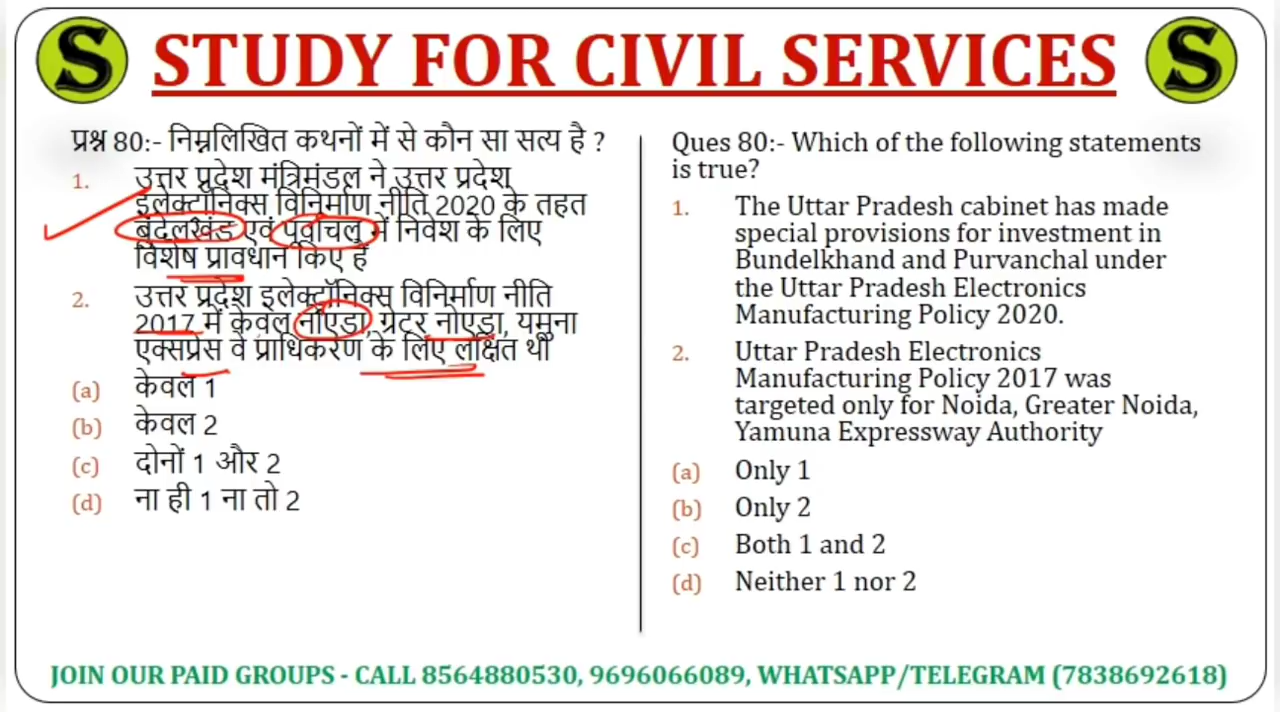 S
STUDY FOR CIVIL SERVICES
S
प्रश्न 80:- निम्नलिखित कथनों में से कौन सा सत्य है ?
1. उत्तर प्रदेश मंत्रिमंडल ने उत्तर प्रदेश
इलेक्ट्रॉनिक्स विनिर्माण नीति 2020 के तहत
बुंदेलखंड एवं पूर्वांचल में निवेश के लिए
विशेष प्रावधान किए हैं
2. उत्तर प्रदेश इलेक्ट्रॉनिक्स विनिर्माण नीति
2017 में केवल नोएडा, ग्रेटर नोएडा, यमुना
एक्सप्रेस वे प्राधिकरण के लिए लक्षित थी
(a) केवल 1
(b) केवल 2
(c) दोनों 1 और 2
(d) ना ही 1 ना तो 2
Ques 80:- Which of the following statements
is true?
1. The Uttar Pradesh cabinet has made
special provisions for investment in
Bundelkhand and Purvanchal under
the Uttar Pradesh Electronics
Manufacturing Policy 2020.
2. Uttar Pradesh Electronics
Manufacturing Policy 2017 was
targeted only for Noida, Greater Noida,
Yamuna Expressway Authority
(a) Only 1
(b) Only 2
(c) Both 1 and 2
(d) Neither 1 nor 2
JOIN OUR PAID GROUPS - CALL 8564880530, 9696066089, WHATSAPP/TELEGRAM (7838692618)